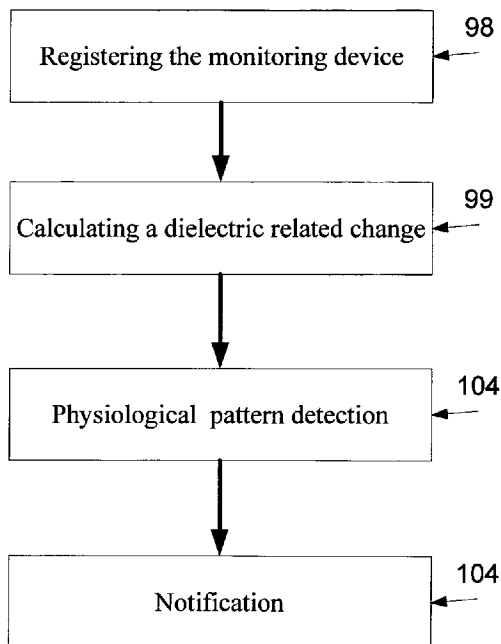 98
Registering the monitoring device
99
Calculating a dielectric related change
104
Physiological pattern detection
104
Notification